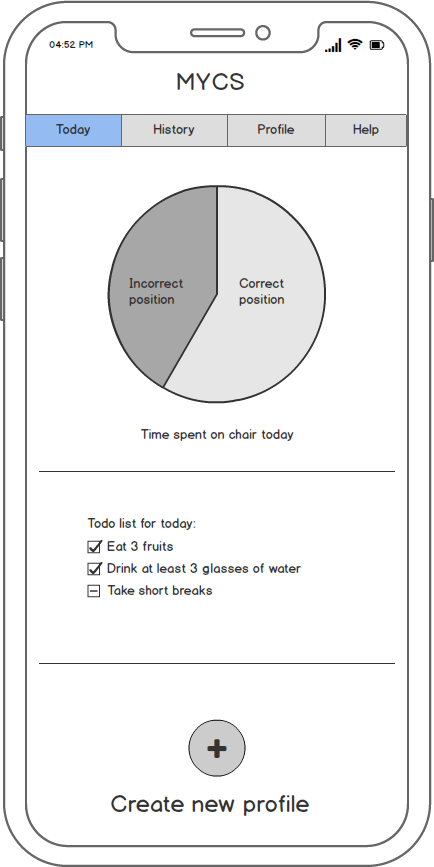 04:52 PM
MYCS
Today History Profile Help
Incorrect position
Correct position
Time spent on chair today
Todo list for today:
Eat 3 fruits
Drink at least 3 glasses of water
Take short breaks
Create new profile